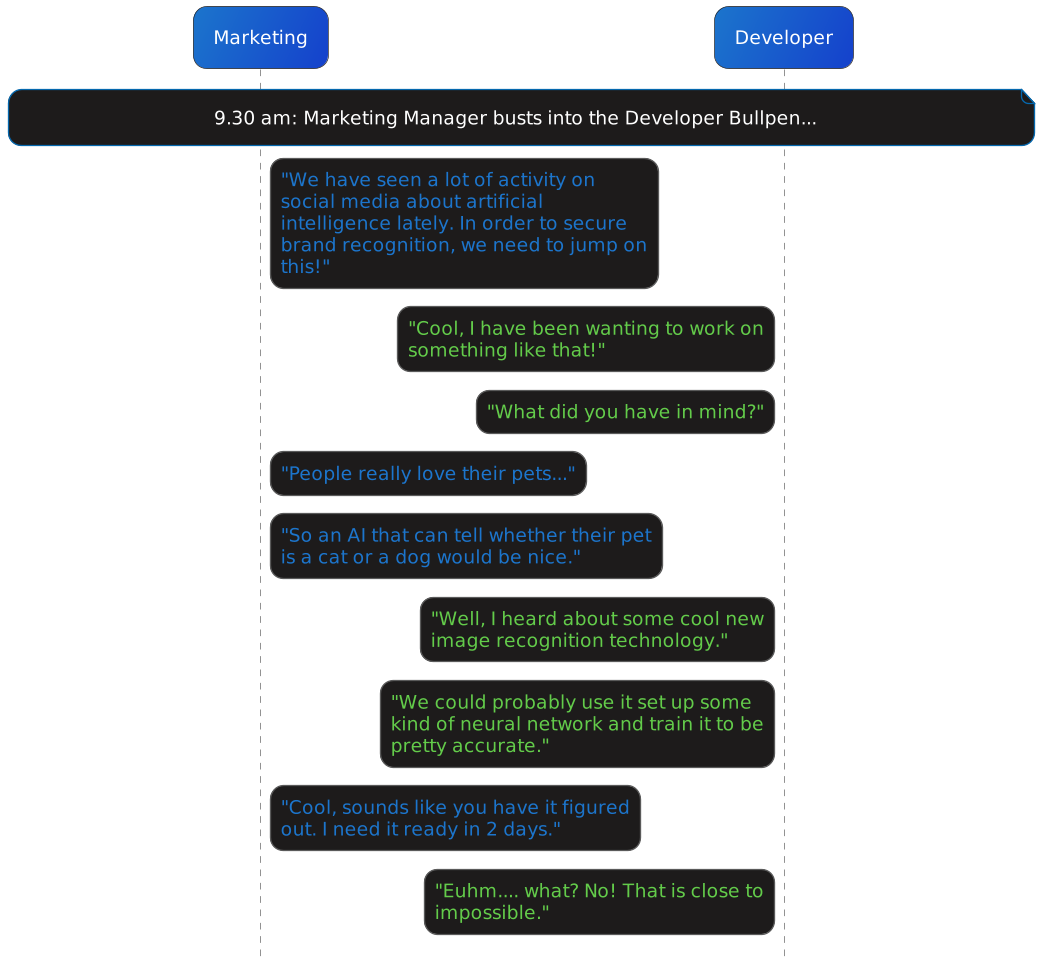 Marketing
Developer
9.30 am: Marketing Manager busts into the Developer Bullpen...
"We have seen a lot of activity on
social media about artificial
intelligence lately. In order to secure
brand recognition, we need to jump on
this!"
"Cool, I have been wanting to work on
something like that!"
"What did you have in mind?"
"People really love their pets..."
"So an AI that can tell whether their pet
is a cat or a dog would be nice."
"Well, I heard about some cool new
image recognition technology."
"We could probably use it set up some
kind of neural network and train it to be
pretty accurate."
"Cool, sounds like you have it figured
out. I need it ready in 2 days."
"Euhm.... what? No! That is close to
impossible."